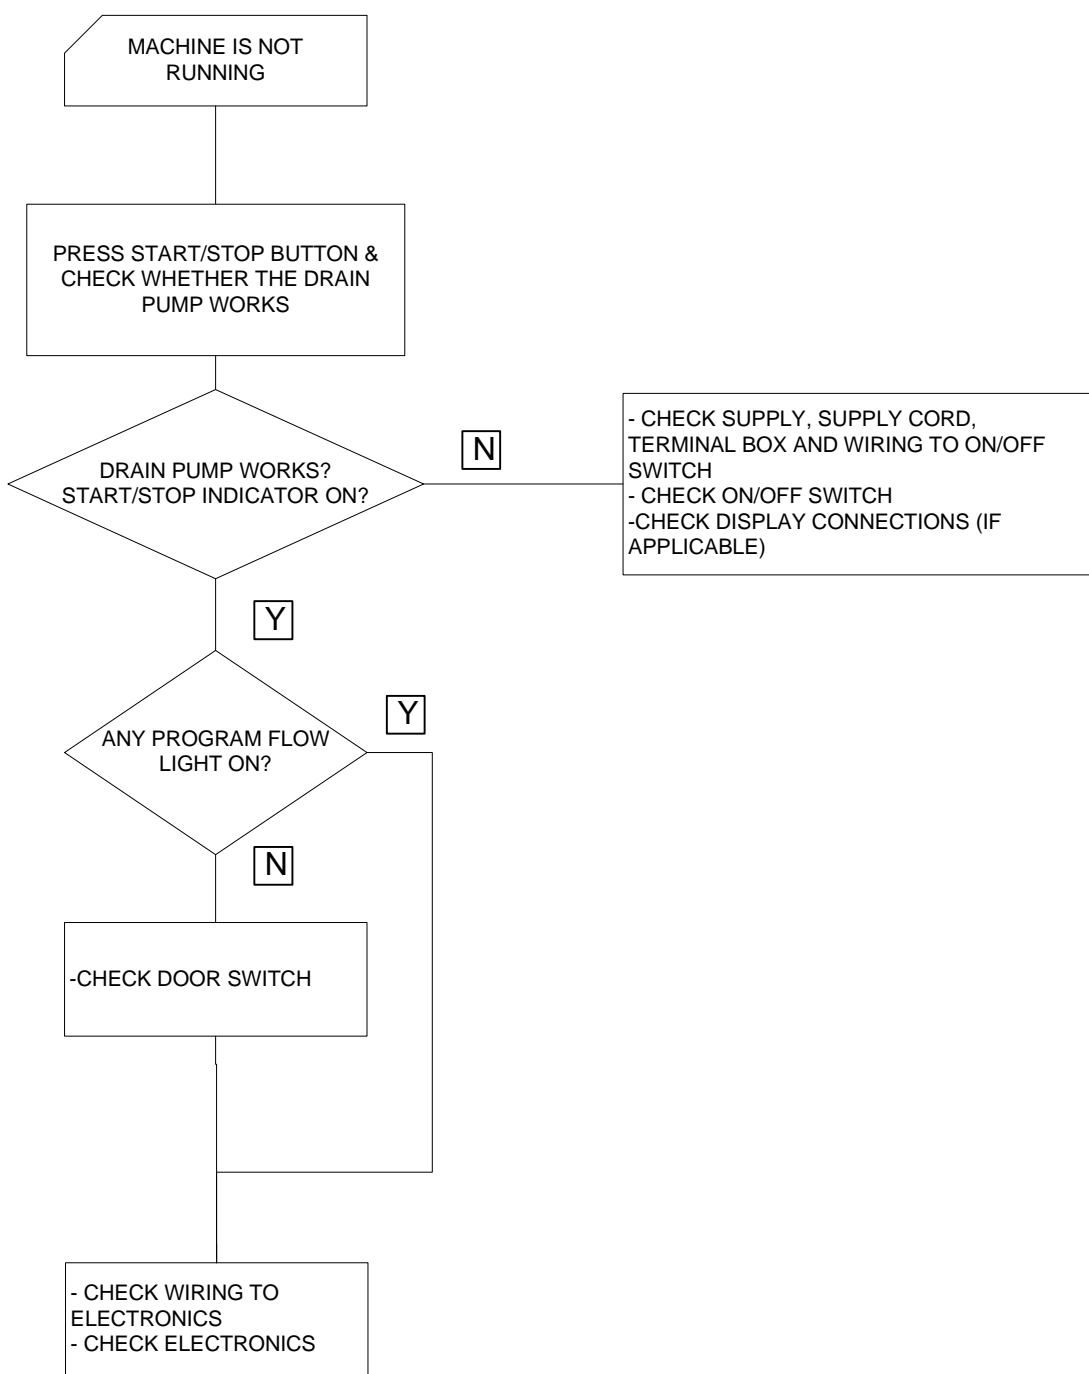 MACHINE IS NOT
RUNNING
PRESS START/STOP BUTTON &
CHECK WHETHER THE DRAIN
PUMP WORKS
DRAIN PUMP WORKS?
START/STOP INDICATOR ON?
N
- CHECK SUPPLY, SUPPLY CORD,
TERMINAL BOX AND WIRING TO ON/OFF
SWITCH
- CHECK ON/OFF SWITCH
-CHECK DISPLAY CONNECTIONS (IF
APPLICABLE)
Y
ANY PROGRAM FLOW
LIGHT ON?
Y
N
-CHECK DOOR SWITCH
- CHECK WIRING TO
ELECTRONICS
- CHECK ELECTRONICS